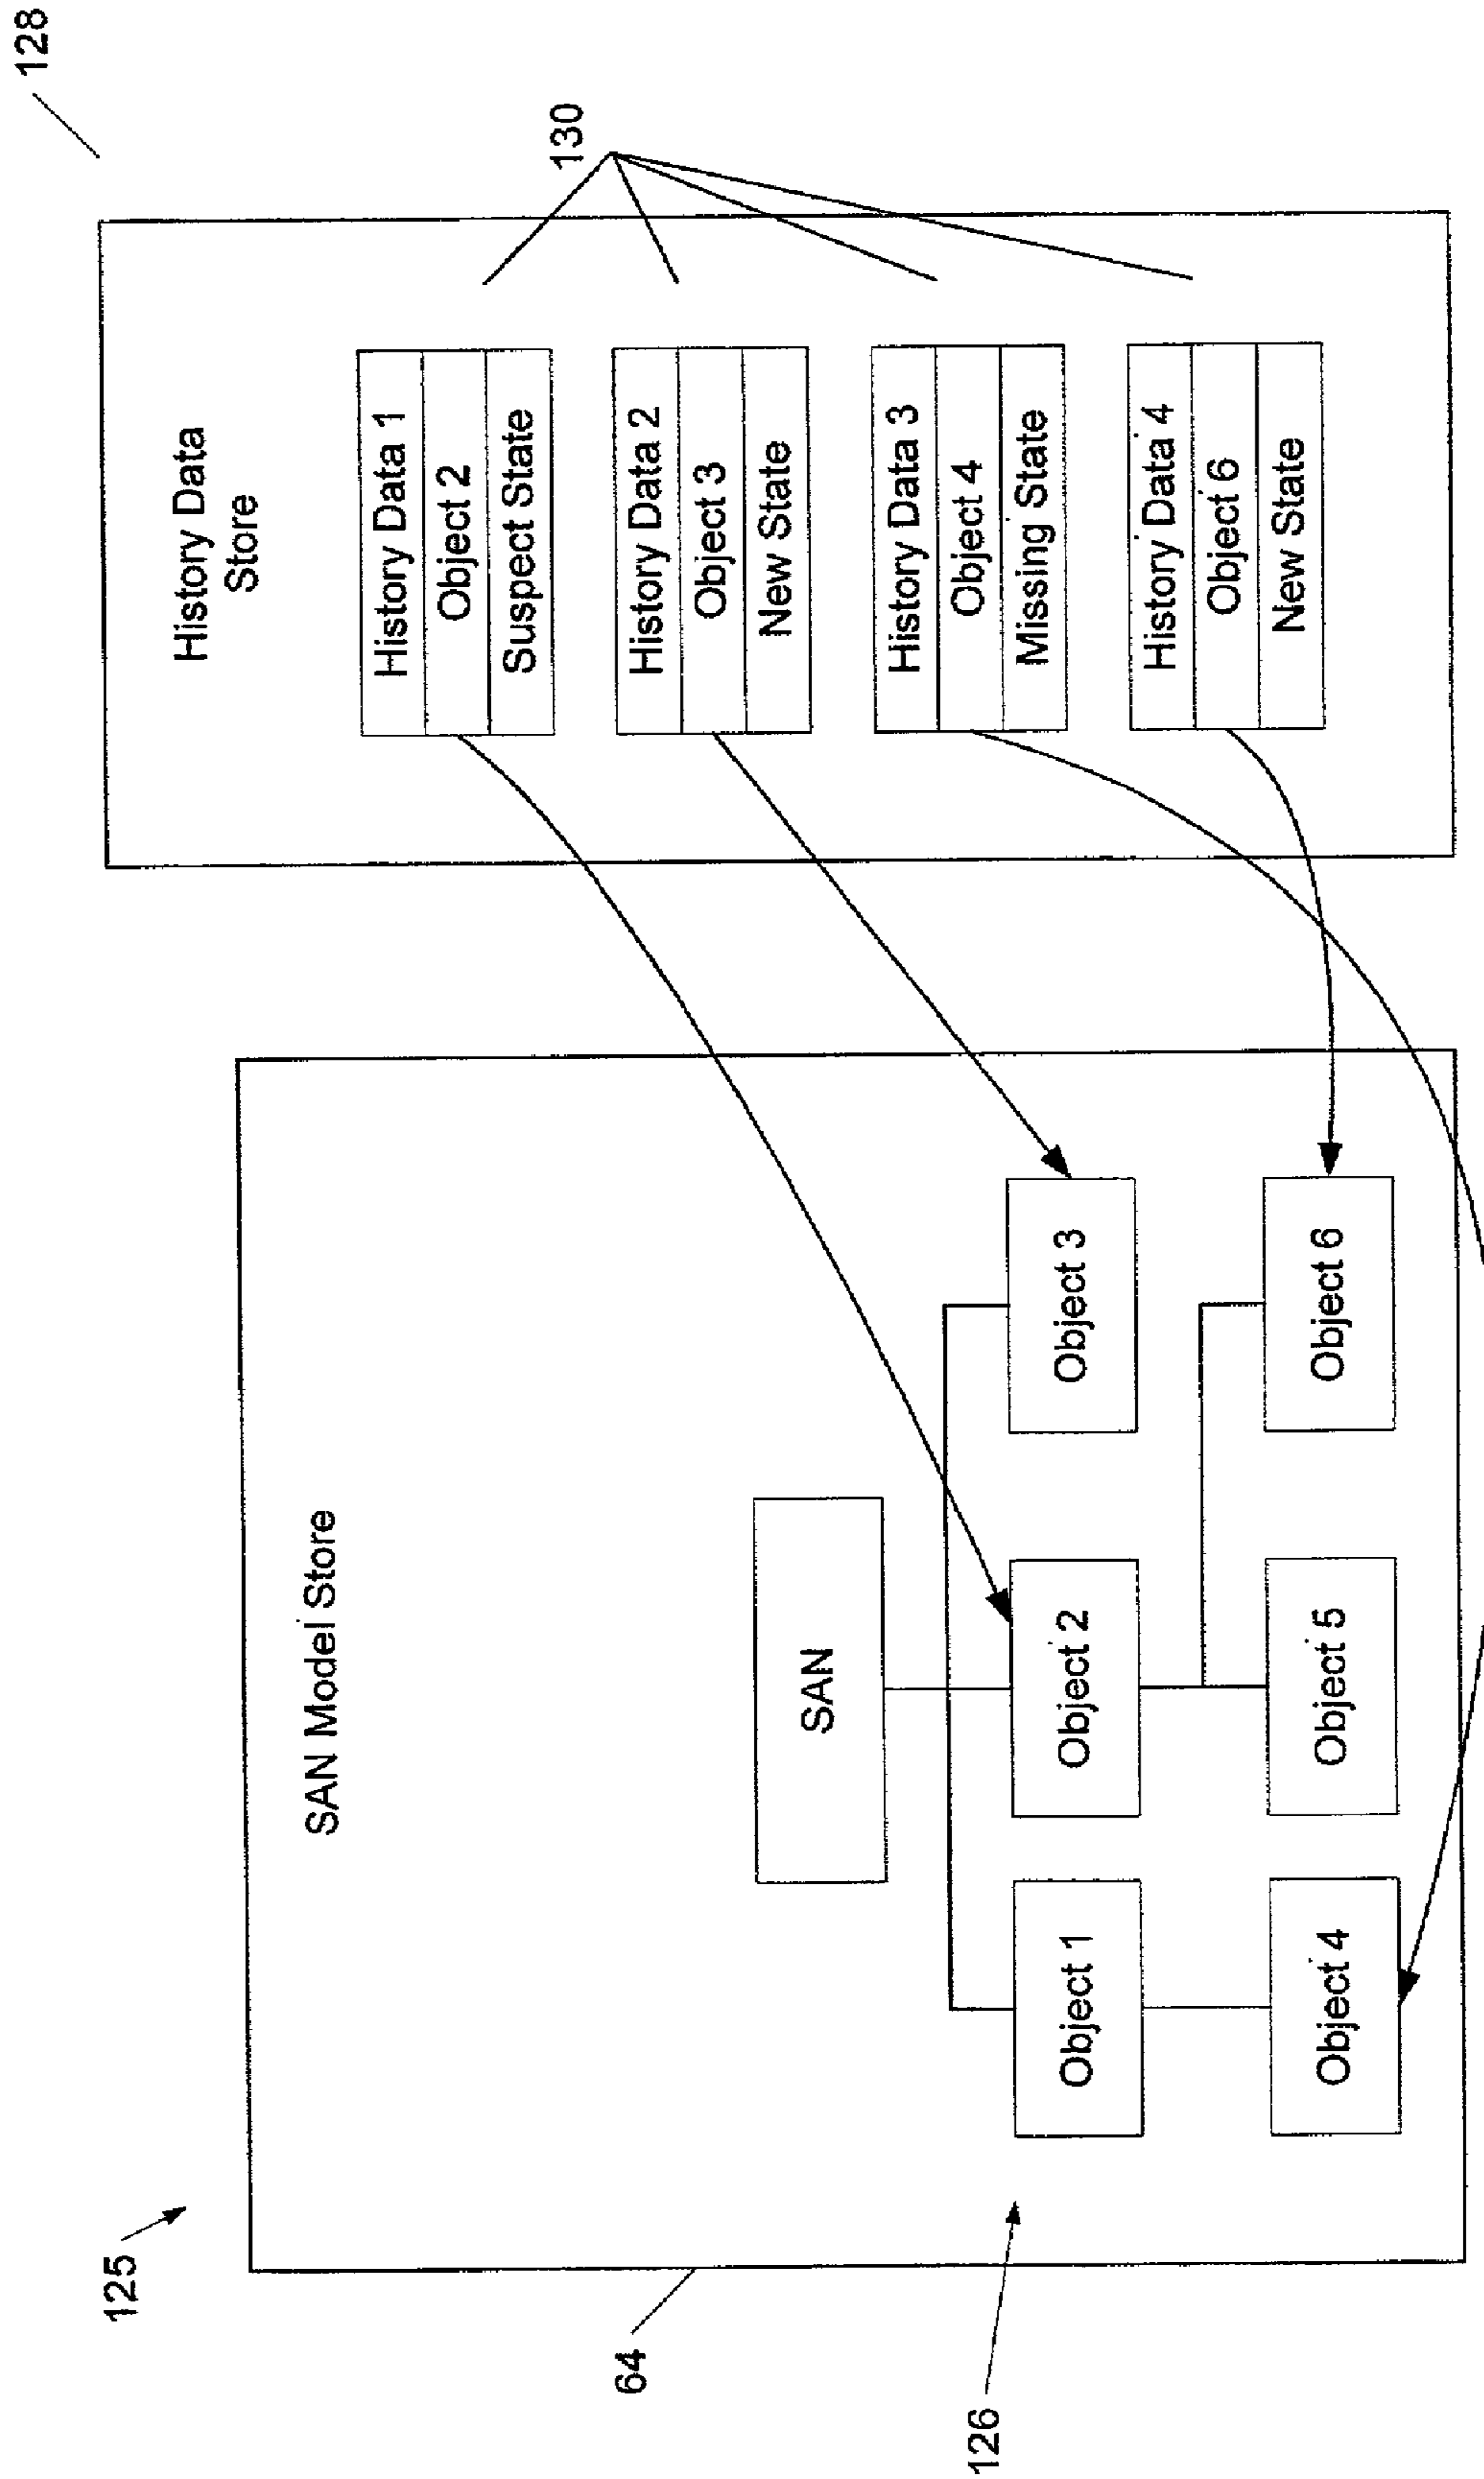 125
128
SAN Model Store
History Data
Store
64
130
History Data 1
Object 2
Suspect State
History Data 2
Object 3
New State
History Data 3
Object 4
Missing State
History Data 4
Object 6
New State
SAN
126
Object 1
Object 2
Object 3
Object 4
Object 5
Object 6